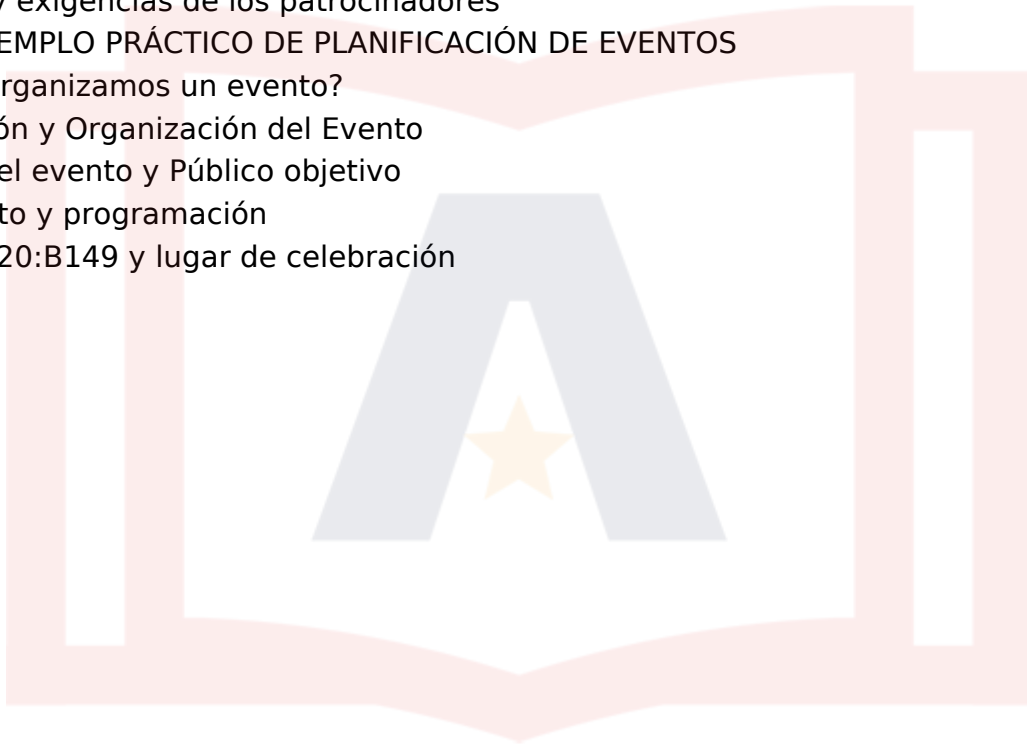 y exigencias de los patrocinadores
EMPLO PRÁCTICO DE PLANIFICACIÓN DE EVENTOS
rganizamos un evento?
ón y Organización del Evento
el evento y Público objetivo
to y programación
20:B149 y lugar de celebración